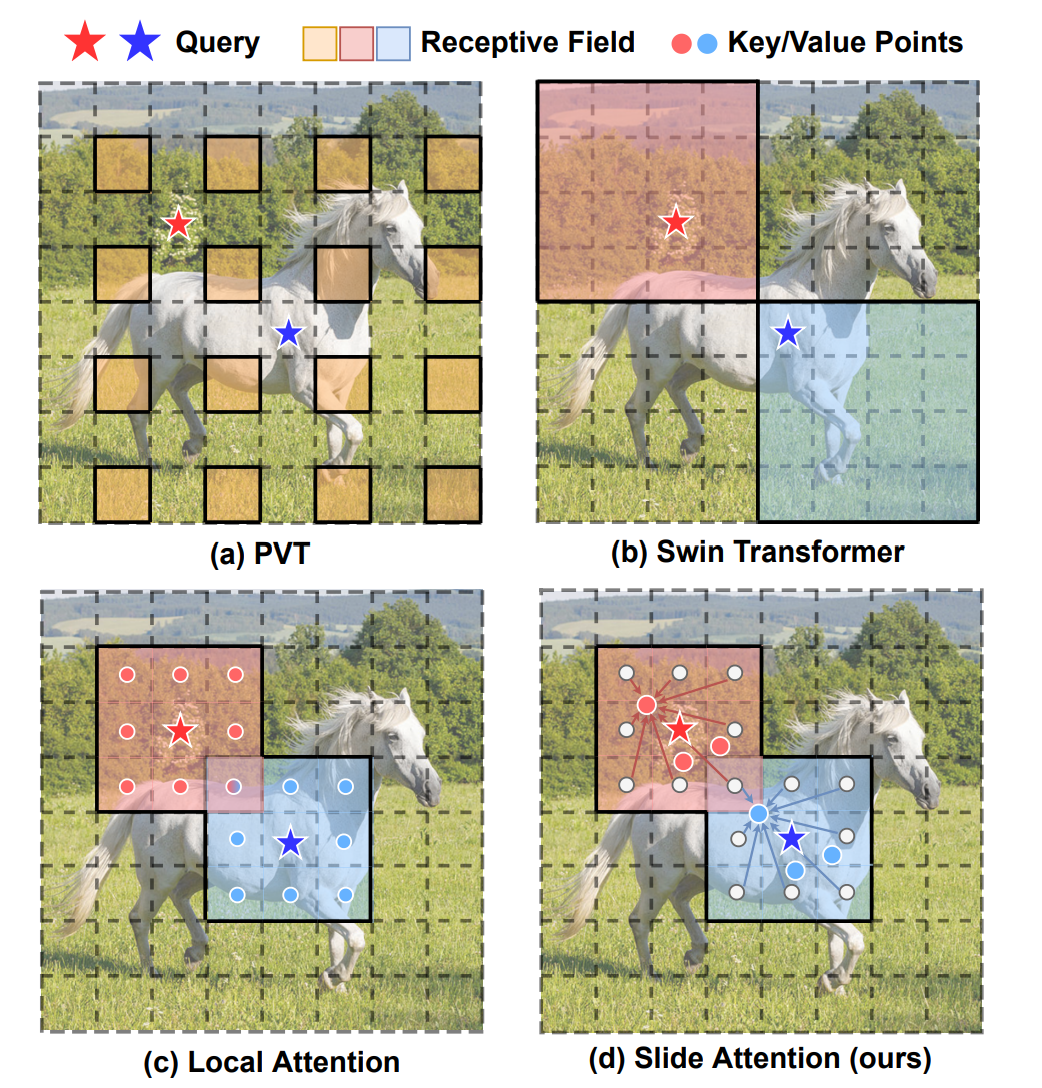 Query Receptive Field Key/Value Points
(a) PVT
(b) Swin Transformer
(c) Local Attention
(d) Slide Attention (ours)